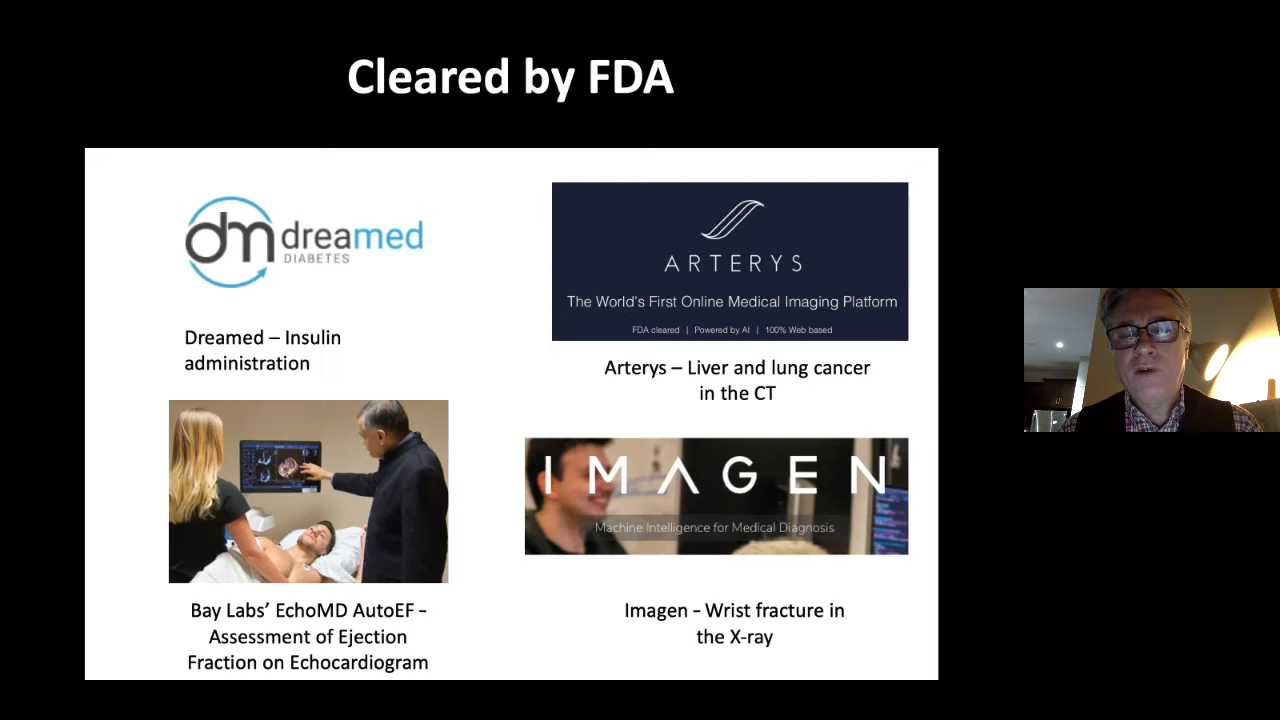 Cleared by FDA
dm dreamed
DIABETES
Dreamed – Insulin
administration
ARTERYS
The World's First Online Medical Imaging Platform
FDA cleared | Powered by AI | 100% Web based
Arterys – Liver and lung cancer
in the CT
Bay Labs’ EchoMD AutoEF –
Assessment of Ejection
Fraction on Echocardiogram
IMAGEN
Machine Intelligence for Medical Diagnosis
Imagen – Wrist fracture in
the X-ray